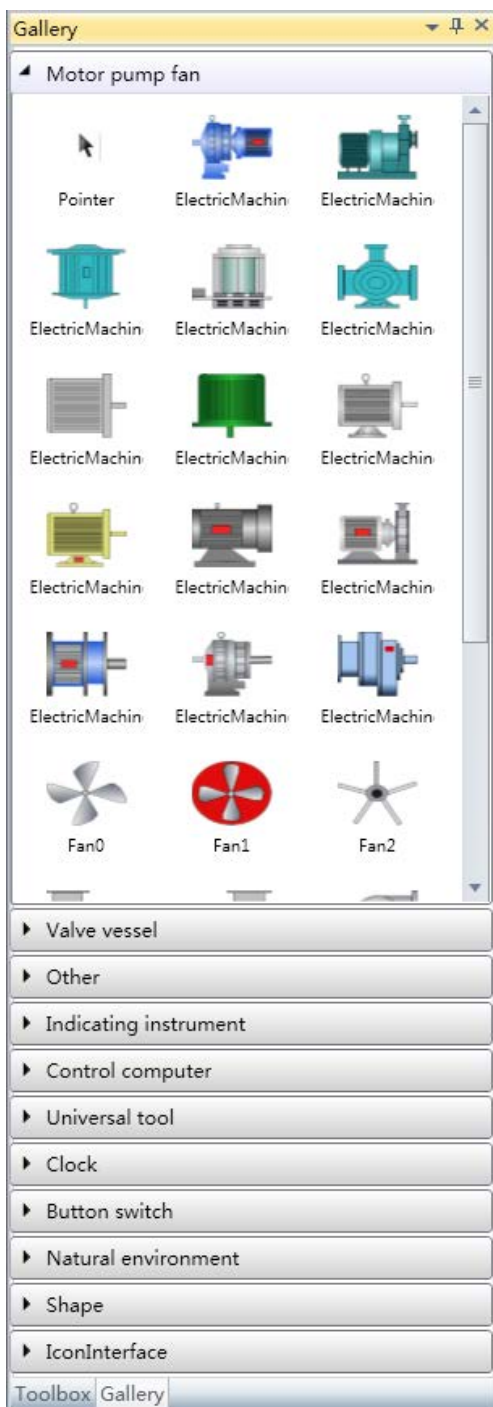 Gallery
Motor pump fan
Pointer ElectricMachin ElectricMachin
ElectricMachin ElectricMachin ElectricMachin
ElectricMachin ElectricMachin ElectricMachin
ElectricMachin ElectricMachin ElectricMachin
ElectricMachin ElectricMachin ElectricMachin
Fan0 Fan1 Fan2
Valve vessel
Other
Indicating instrument
Control computer
Universal tool
Clock
Button switch
Natural environment
Shape
IconInterface
Toolbox Gallery